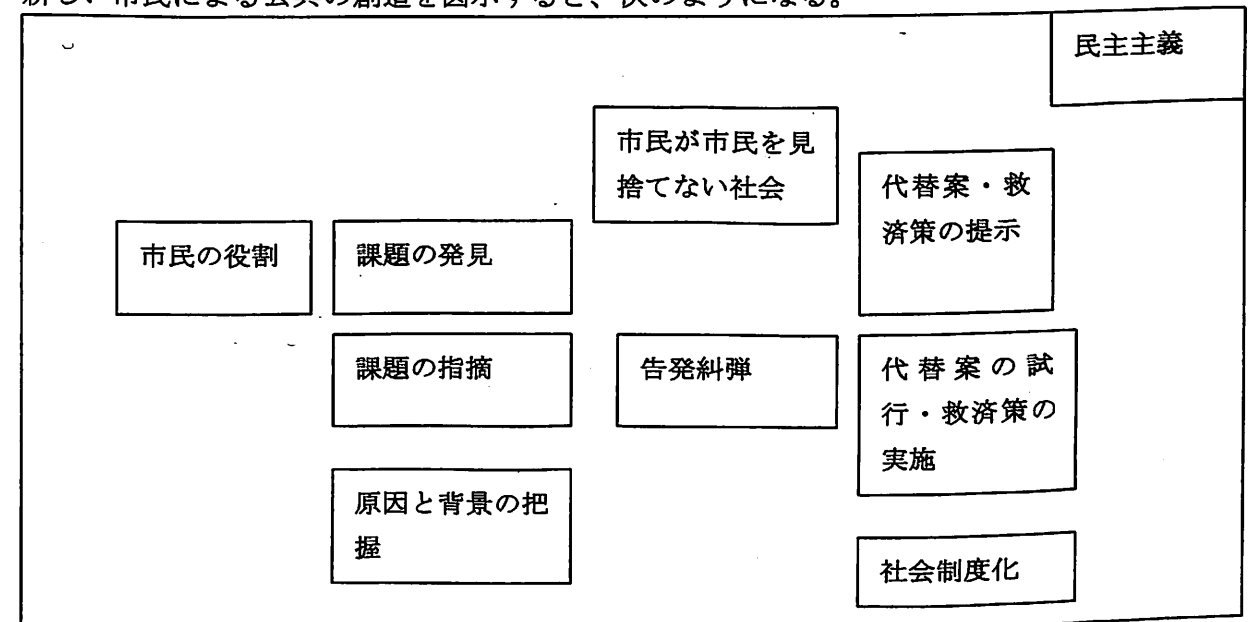 新しい市民による公共の創造を図示すると、次のようになる。
民主主義
市民が市民を見
捨てない社会
代替案・救
済策の提示
市民の役割
課題の発見
課題の指摘
告発糾弾
代替案の試
行・救済策の
実施
原因と背景の把
握
社会制度化